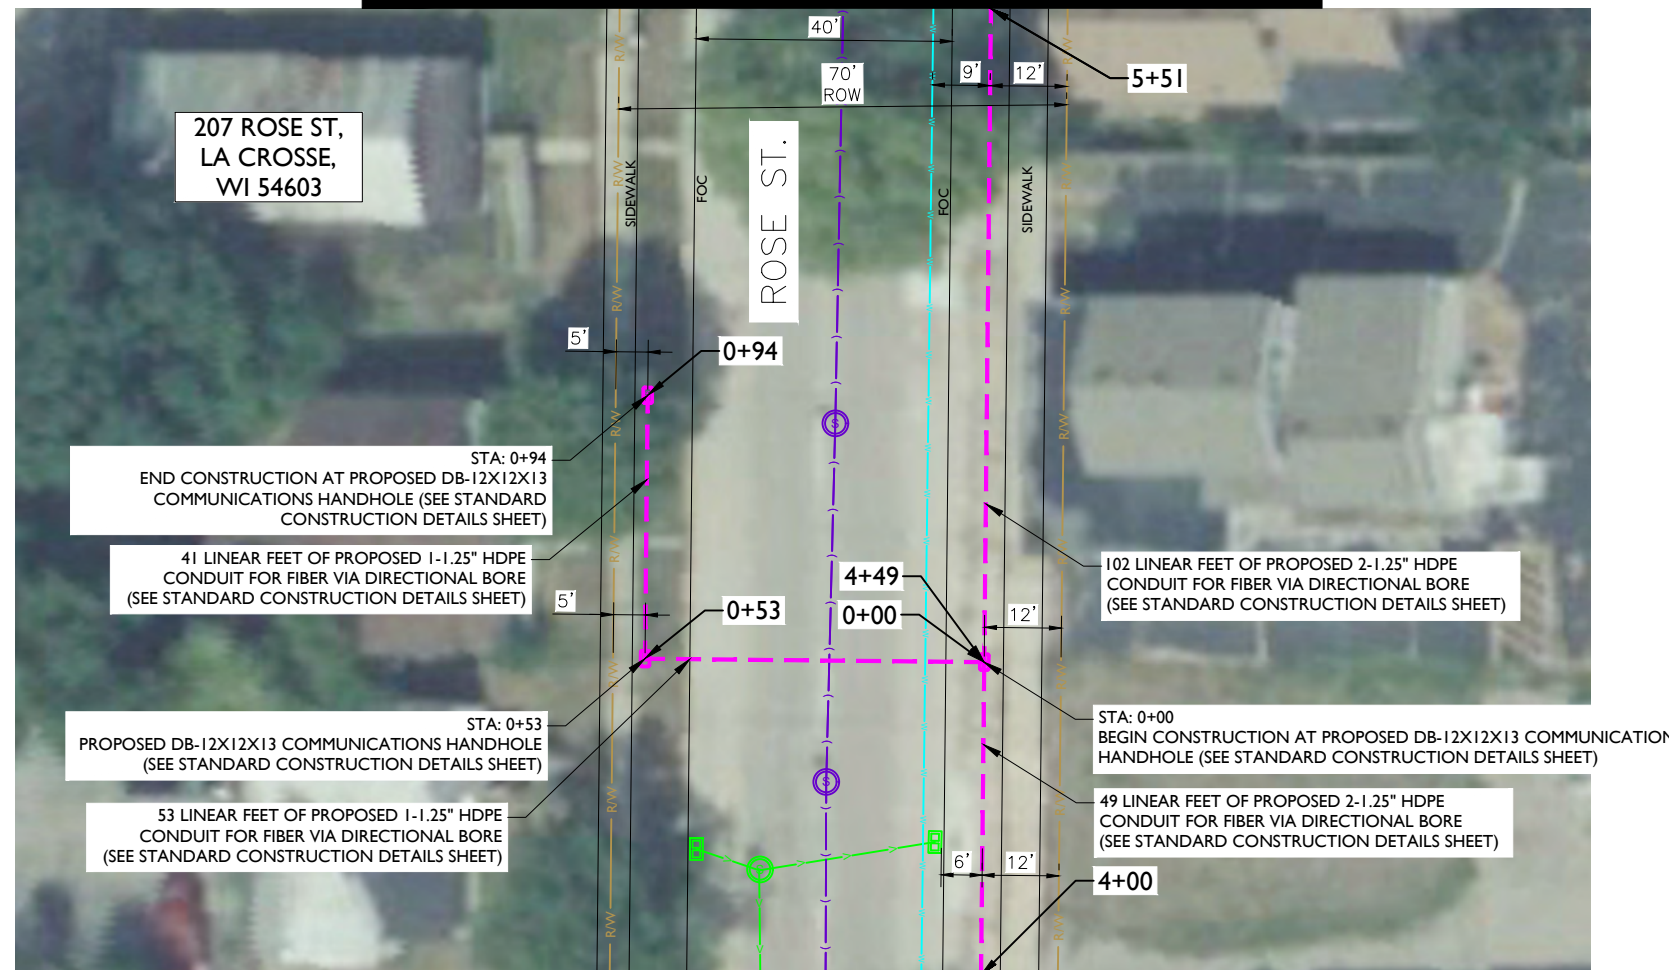 40'
70'
ROW
9'
12'
5+51
207 ROSE ST,
LA CROSSE,
WI 54603
R/W
R/W
SIDEWALK
FOC
ROSE ST.
FOC
SIDEWALK
R/W
R/W
W
W
5'
0+94
R/W
R/W
S
W
R/W
STA: 0+94
END CONSTRUCTION AT PROPOSED DB-12X12X13
COMMUNICATIONS HANDHOLE (SEE STANDARD
CONSTRUCTION DETAILS SHEET)
41 LINEAR FEET OF PROPOSED 1-1.25" HDPE
CONDUIT FOR FIBER VIA DIRECTIONAL BORE
(SEE STANDARD CONSTRUCTION DETAILS SHEET)
102 LINEAR FEET OF PROPOSED 2-1.25" HDPE
CONDUIT FOR FIBER VIA DIRECTIONAL BORE
(SEE STANDARD CONSTRUCTION DETAILS SHEET)
R/W
W
R/W
4+49
5'
0+53
0+00
12'
R/W
W
R/W
STA: 0+53
PROPOSED DB-12X12X13 COMMUNICATIONS HANDHOLE
(SEE STANDARD CONSTRUCTION DETAILS SHEET)
STA: 0+00
BEGIN CONSTRUCTION AT PROPOSED DB-12X12X13 COMMUNICATION
HANDHOLE (SEE STANDARD CONSTRUCTION DETAILS SHEET)
S
R/W
R/W
53 LINEAR FEET OF PROPOSED 1-1.25" HDPE
CONDUIT FOR FIBER VIA DIRECTIONAL BORE
(SEE STANDARD CONSTRUCTION DETAILS SHEET)
49 LINEAR FEET OF PROPOSED 2-1.25" HDPE
CONDUIT FOR FIBER VIA DIRECTIONAL BORE
(SEE STANDARD CONSTRUCTION DETAILS SHEET)
6'
12'
4+00
R/W
W
R/W